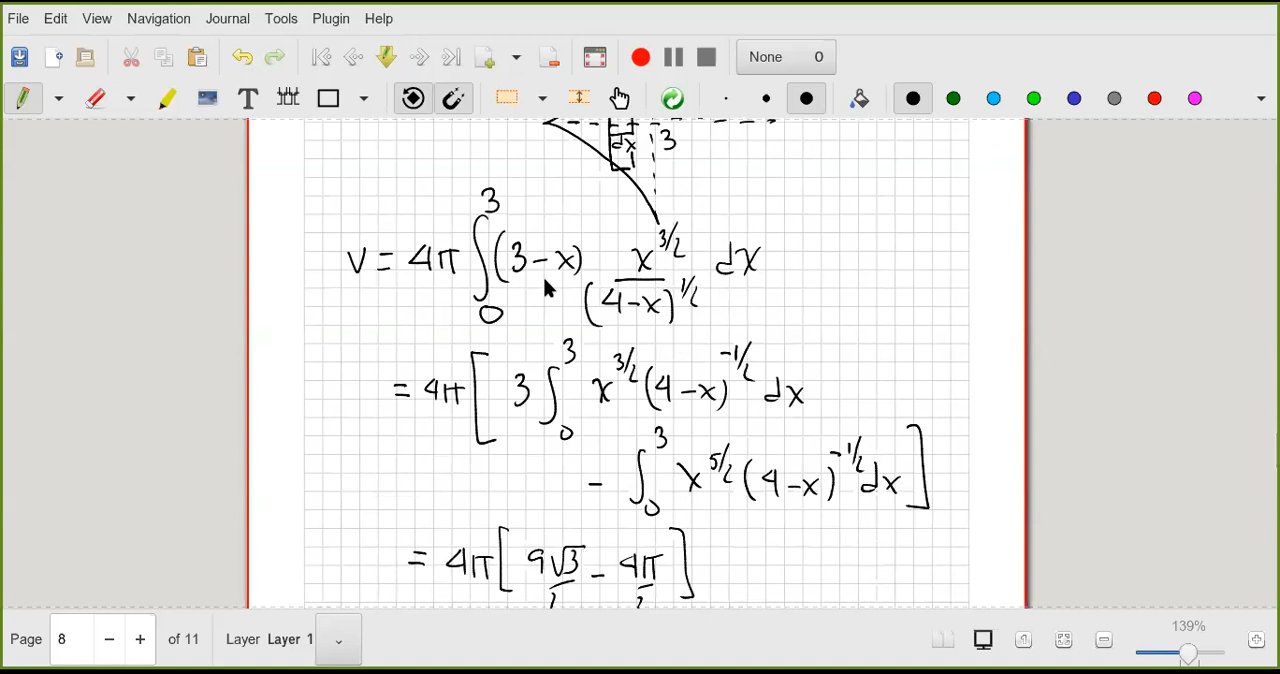 File Edit View Navigation Journal Tools Plugin Help
None 0
dx 3
V = 4π ∫₀³ (3-x) x^{3/2} / (4-x)^{1/2} dx
= 4π [ 3 ∫₀³ x^{3/2} (4-x)^{-1/2} dx
- ∫₀³ x^{5/2} (4-x)^{-1/2} dx ]
= 4π [ 9√3 - 4π ]
Page 8 of 11 Layer Layer 1 139%